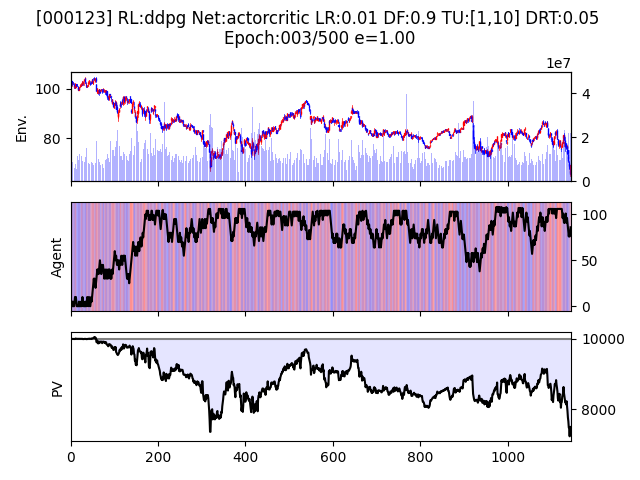 [000123] RL:ddpg Net:actorcritic LR:0.01 DF:0.9 TU:[1,10] DRT:0.05
Epoch:003/500 e=1.00
1e7
100
80
Env.
4
2
0
Agent
100
50
0
PV
10000
8000
0
200
400
600
800
1000